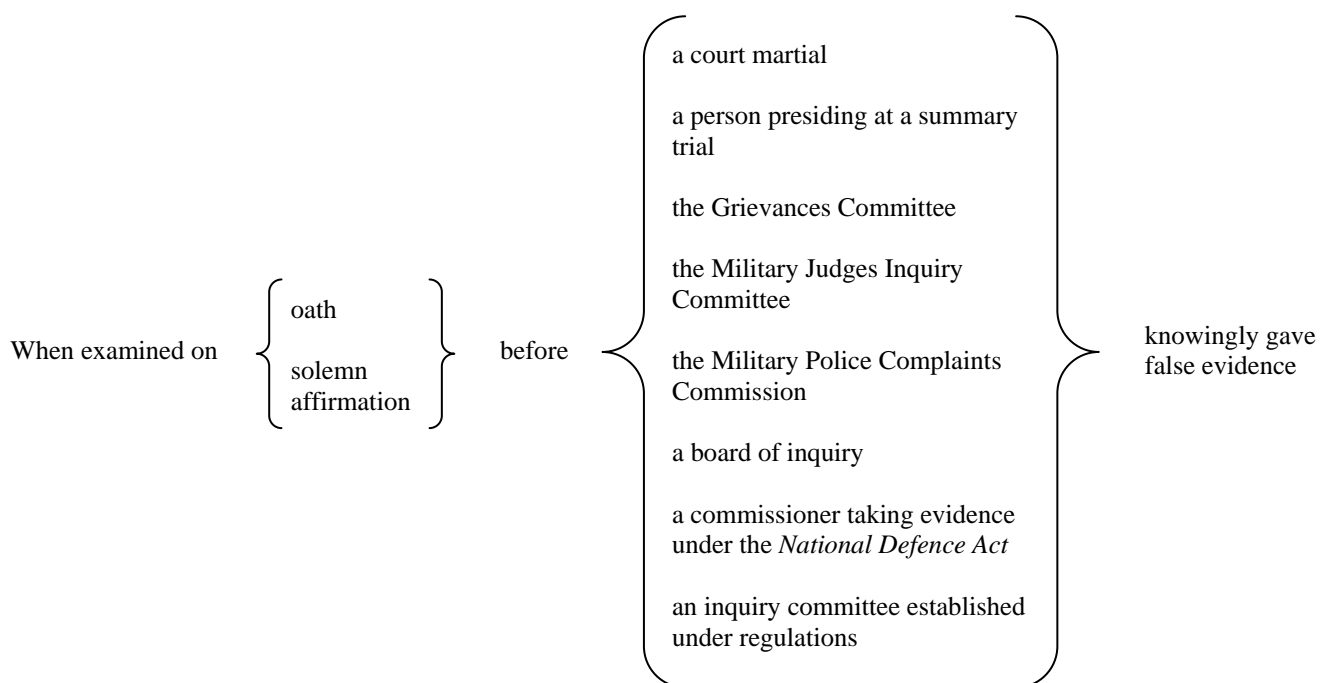 When examined on
oath
solemn
affirmation
before
a court martial
a person presiding at a summary
trial
the Grievances Committee
the Military Judges Inquiry
Committee
the Military Police Complaints
Commission
a board of inquiry
a commissioner taking evidence
under the National Defence Act
an inquiry committee established
under regulations
knowingly gave
false evidence